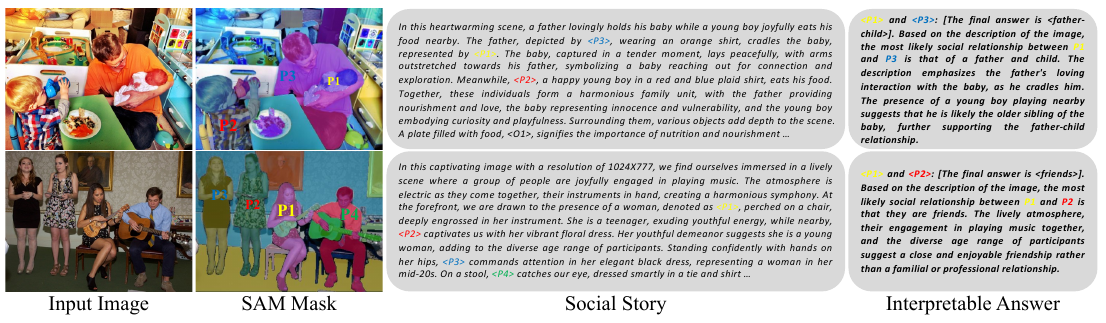 P3
P1
P2
In this heartwarming scene, a father lovingly holds his baby while a young boy joyfully eats his
food nearby. The father, depicted by <P3>, wearing an orange shirt, cradles the baby,
represented by <P1>. The baby, captured in a tender moment, lays peacefully, with arms
outstretched towards his father, symbolizing a baby reaching out for connection and
exploration. Meanwhile, <P2>, a happy young boy in a red and blue plaid shirt, eats his food.
Together, these individuals form a harmonious family unit, with the father providing
nourishment and love, the baby representing innocence and vulnerability, and the young boy
embodying curiosity and playfulness. Surrounding them, various objects add depth to the scene.
A plate filled with food, <O1>, signifies the importance of nutrition and nourishment ...
<P1> and <P3>: [The final answer is <father-
child>]. Based on the description of the image,
the most likely social relationship between P1
and P3 is that of a father and child. The
description emphasizes the father's loving
interaction with the baby, as he cradles him.
The presence of a young boy playing nearby
suggests that he is likely the older sibling of the
baby, further supporting the father-child
relationship.
P3
P2
P1
P4
In this captivating image with a resolution of 1024X777, we find ourselves immersed in a lively
scene where a group of people are joyfully engaged in playing music. The atmosphere is
electric as they come together, their instruments in hand, creating a harmonious symphony. At
the forefront, we are drawn to the presence of a woman, denoted as <P1>, perched on a chair,
deeply engrossed in her instrument. She is a teenager, exuding youthful energy, while nearby,
<P2> captivates us with her vibrant floral dress. Her youthful demeanor suggests she is a young
woman, adding to the diverse age range of participants. Standing confidently with hands on
her hips, <P3> commands attention in her elegant black dress, representing a woman in her
mid-20s. On a stool, <P4> catches our eye, dressed smartly in a tie and shirt ...
<P1> and <P2>: [The final answer is <friends>].
Based on the description of the image, the most
likely social relationship between P1 and P2 is
that they are friends. The lively atmosphere,
their engagement in playing music together,
and the diverse age range of participants
suggest a close and enjoyable friendship rather
than a familial or professional relationship.
Input Image
SAM Mask
Social Story
Interpretable Answer